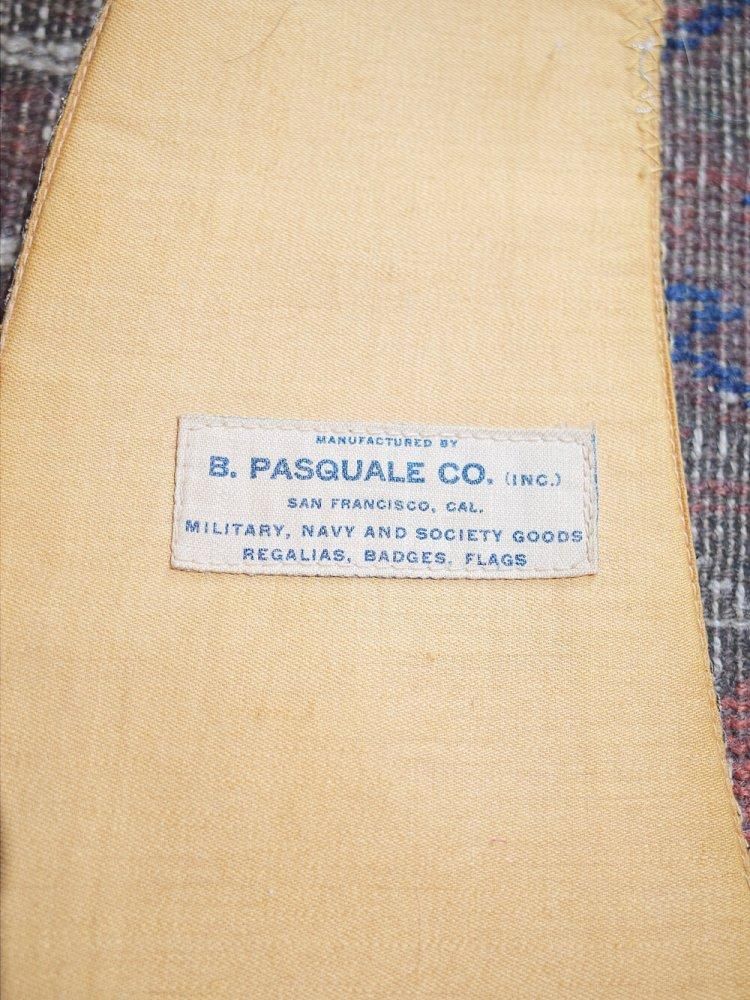 MANUFACTURED BY
B. PASQUALE CO. (INC.)
SAN FRANCISCO, CAL.
MILITARY, NAVY AND SOCIETY GOODS
REGALIAS, BADGES, FLAGS